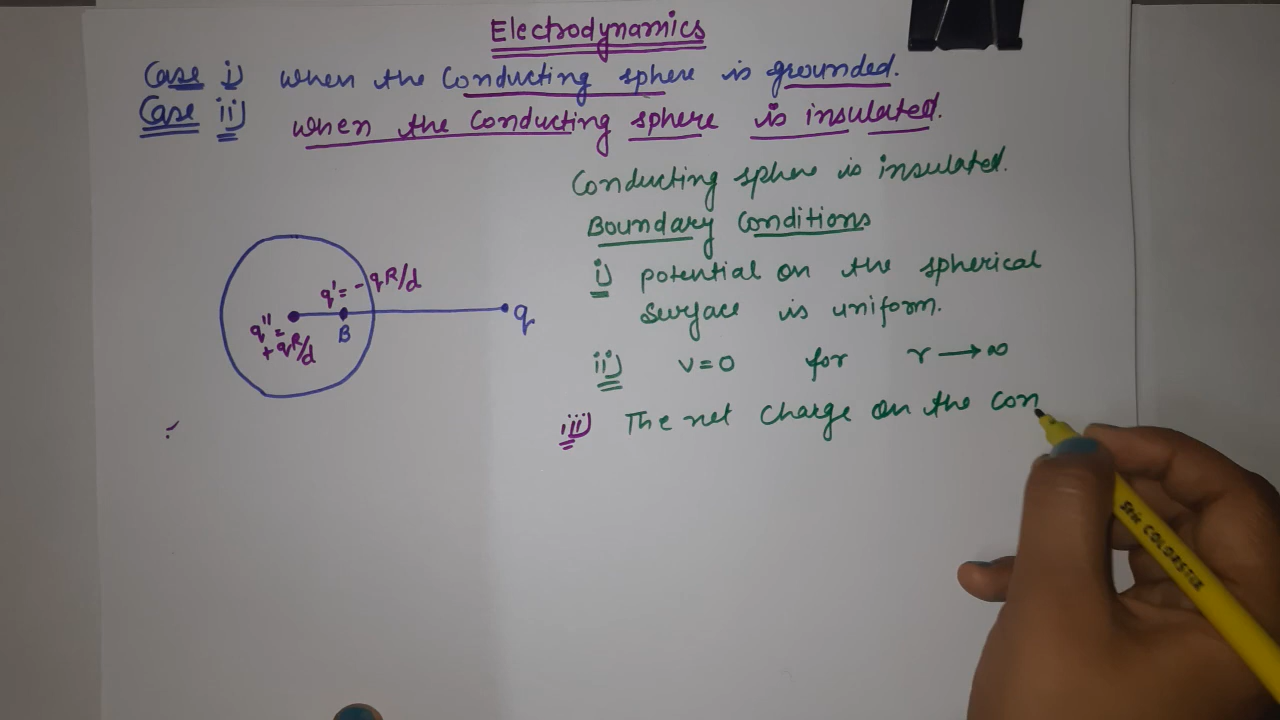 Electrodynamics
Case i) when the conducting sphere is grounded.
Case ii) when the conducting sphere is insulated.
Conducting sphere is insulated.
Boundary Conditions
i) potential on the spherical
surface is uniform.
ii) v=0 for r→∞
iii) The net charge on the con
q' = -qR/d
q'' =
+qR/d
B
q
Stic COLORSTIX